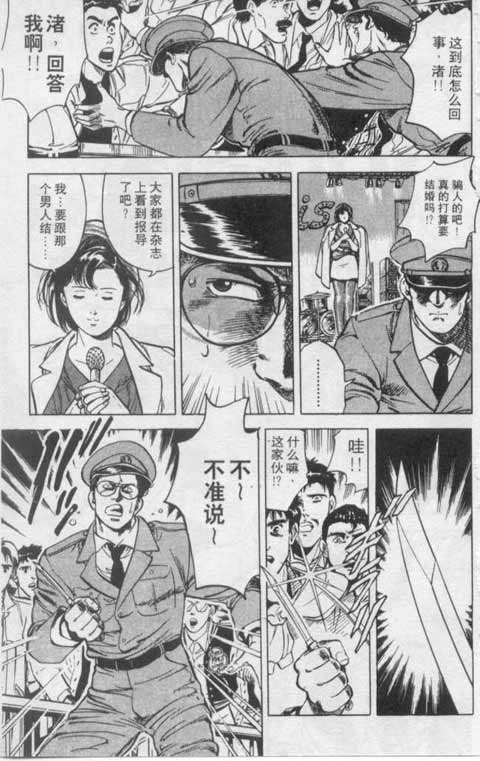 这到底怎么回
事，渚!!
渚，回答
我啊!!
骗人的吧！
真的打算要
结婚吗!?
…………
大家都在杂志
上看到报导
了吧？
我…要跟那
个男人结……
哇!!
什么嘛，
这家伙!?
不～
不准说～